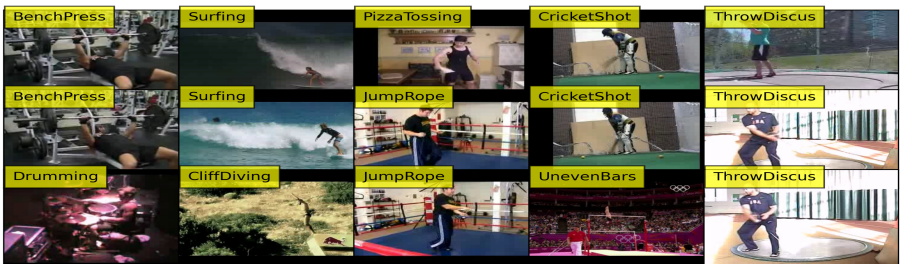 BenchPress Surfing PizzaTossing CricketShot ThrowDiscus
BenchPress Surfing JumpRope CricketShot ThrowDiscus
Drumming CliffDiving JumpRope UnevenBars ThrowDiscus